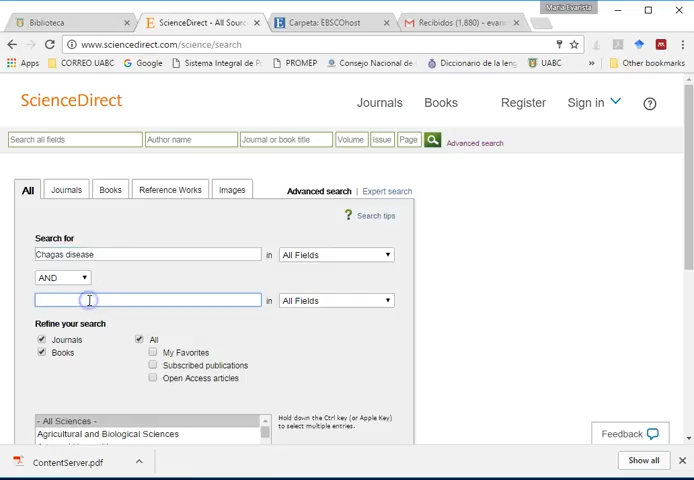 Maria Evarista
Biblioteca
ScienceDirect - All Sour
Carpeta: EBSCOhost
Recibidos (1,880) - evan
www.sciencedirect.com/science/search
Apps CORREO UABC Google Sistema Integral de P PROMEP Consejo Nacional de Diccionario de la leng UABC » Other bookmarks
ScienceDirect
Journals Books Register Sign in ?
Search all fields Author name Journal or book title Volume Issue Page Advanced search
All Journals Books Reference Works Images Advanced search | Expert search
? Search tips
Search for
Chagas disease in All Fields
AND
in All Fields
Refine your search
Journals All
Books My Favorites
Subscribed publications
Open Access articles
- All Sciences -
Agricultural and Biological Sciences
Hold down the Ctrl key (or Apple Key)
to select multiple entries.
Feedback
ContentServer.pdf Show all